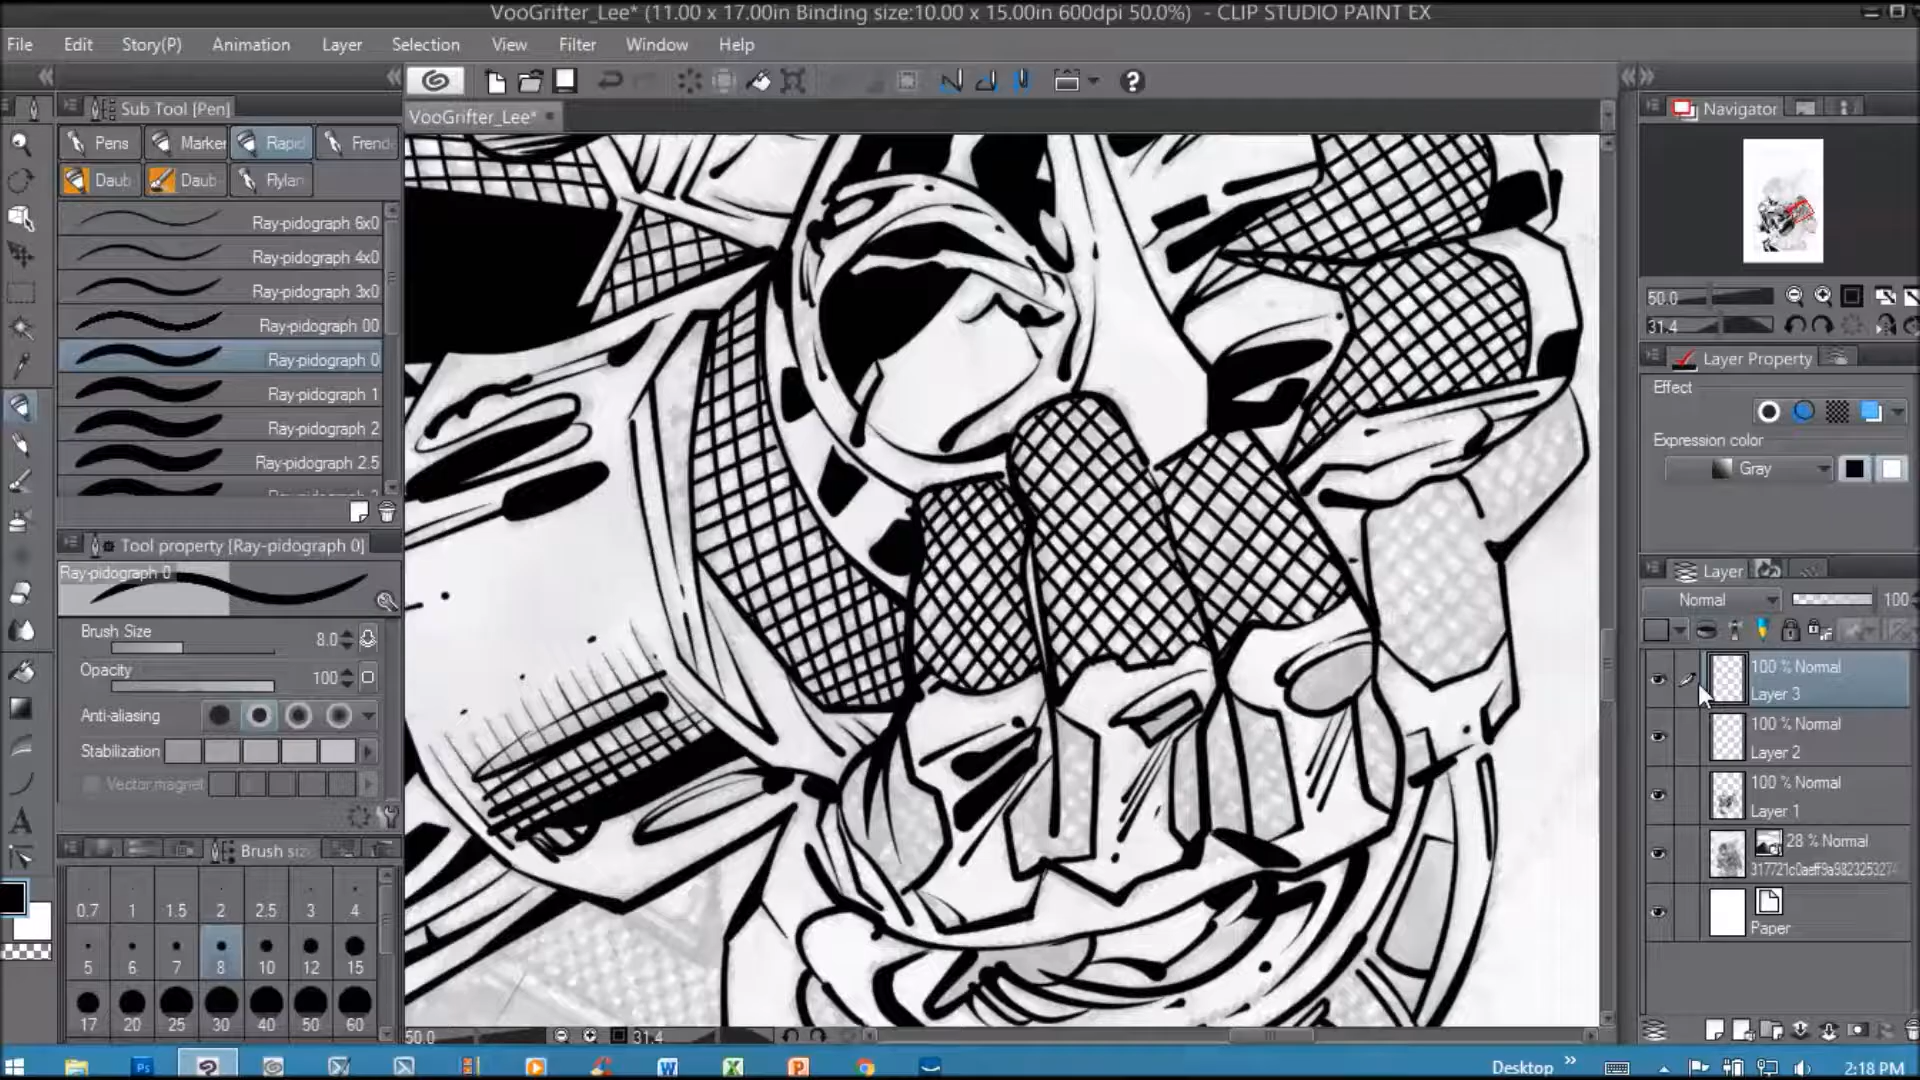 VooGrifter_Lee* (11.00 x 17.00in Binding size:10.00 x 15.00in 600dpi 50.0%) - CLIP STUDIO PAINT EX
File Edit Story(P) Animation Layer Selection View Filter Window Help
Sub Tool [Pen]
VooGrifter_Lee*
Navigator
Pens Marker Rapid Frend
Daub Daub Flylan
Ray-pidograph 6x0
Ray-pidograph 4x0
Ray-pidograph 3x0
Ray-pidograph 00
Ray-pidograph 0
Ray-pidograph 1
Ray-pidograph 2
Ray-pidograph 2.5
50.0
31.4
Layer Property
Effect
Expression color
Gray
Tool property [Ray-pidograph 0]
Ray-pidograph 0
Brush Size 8.0
Opacity 100
Anti-aliasing
Stabilization
Vector magnet
Layer
Normal 100
100 % Normal
Layer 3
100 % Normal
Layer 2
100 % Normal
Layer 1
28 % Normal
Paper
Brush siz
0.7 1 1.5 2 2.5 3 4
5 6 7 8 10 12 15
17 20 25 30 40 50 60
50.0 31.4
Desktop 2:18 PM